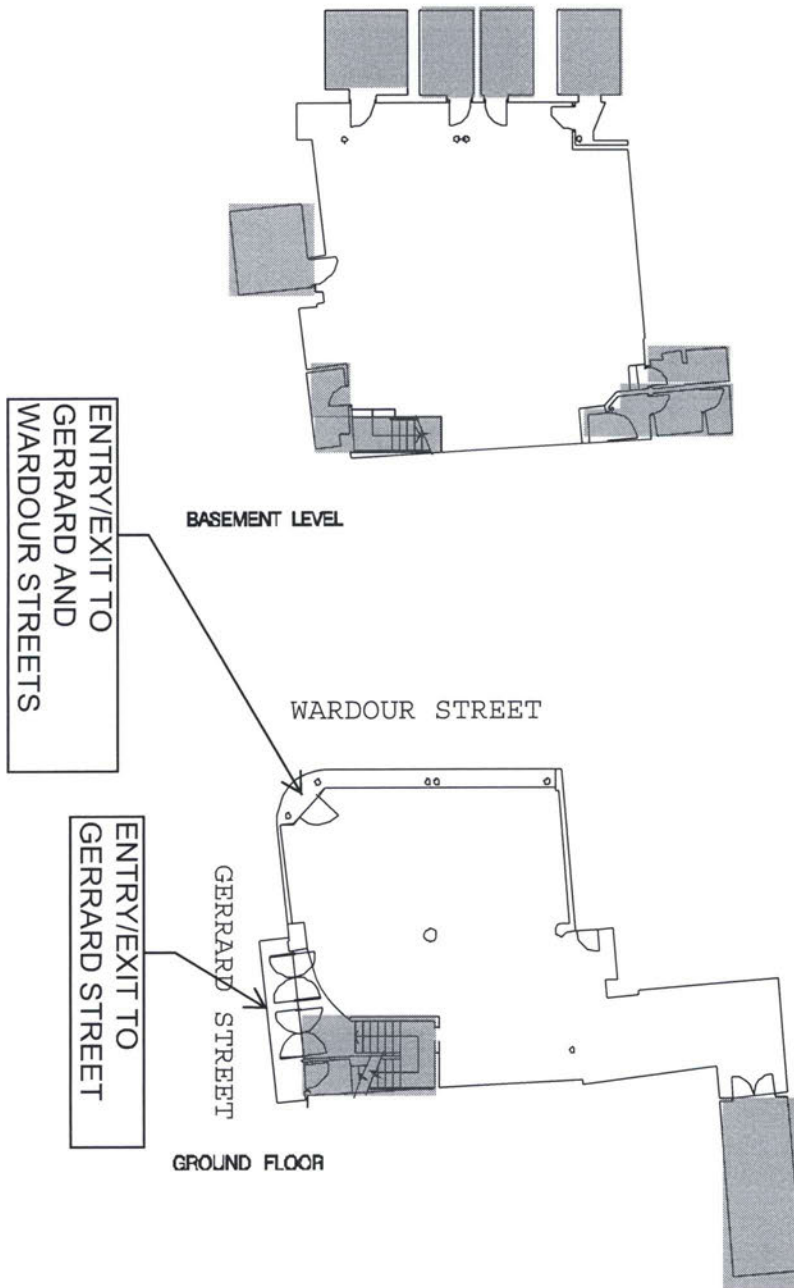 BASEMENT LEVEL
ENTRY/EXIT TO
GERRARD AND
WARDOUR STREETS
WARDOUR STREET
ENTRY/EXIT TO
GERRARD STREET
GERRARD STREET
GROUND FLOOR